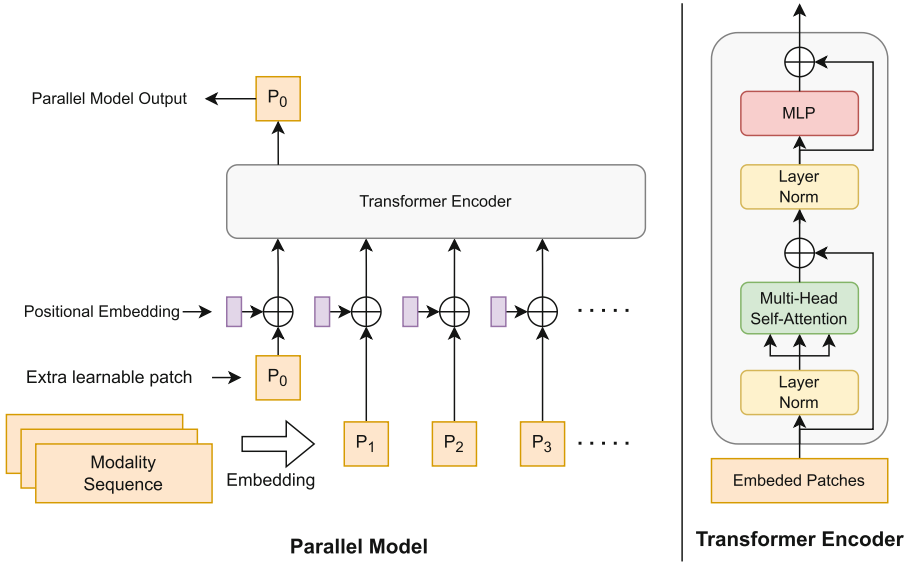 Parallel Model Output
P0
Transformer Encoder
Positional Embedding
Extra learnable patch
P0
Modality
Sequence
Embedding
P1
P2
P3
Parallel Model
MLP
Layer
Norm
Multi-Head
Self-Attention
Layer
Norm
Embeded Patches
Transformer Encoder